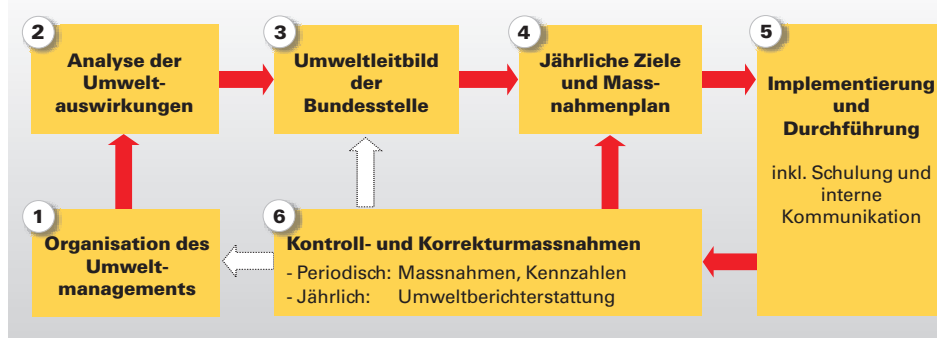 2
Analyse der
Umwelt-
auswirkungen
3
Umweltleitbild
der
Bundesstelle
4
Jährliche Ziele
und Mass-
nahmenplan
5
Implementierung
und
Durchführung
inkl. Schulung und
interne
Kommunikation
1
Organisation des
Umwelt-
managements
6
Kontroll- und Korrekturmassnahmen
- Periodisch: Massnahmen, Kennzahlen
- Jährlich: Umweltberichterstattung